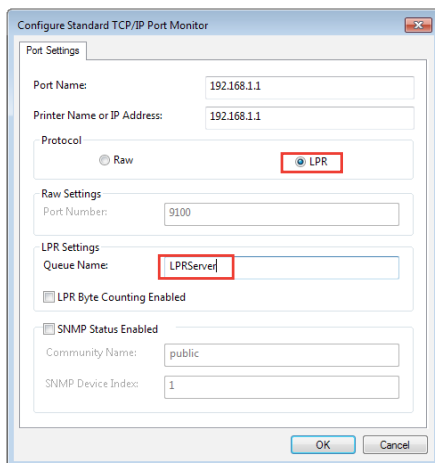 Configure Standard TCP/IP Port Monitor
Port Settings
Port Name: 192.168.1.1
Printer Name or IP Address: 192.168.1.1
Protocol
Raw LPR
Raw Settings
Port Number: 9100
LPR Settings
Queue Name: LPRServer
LPR Byte Counting Enabled
SNMP Status Enabled
Community Name: public
SNMP Device Index: 1
OK Cancel